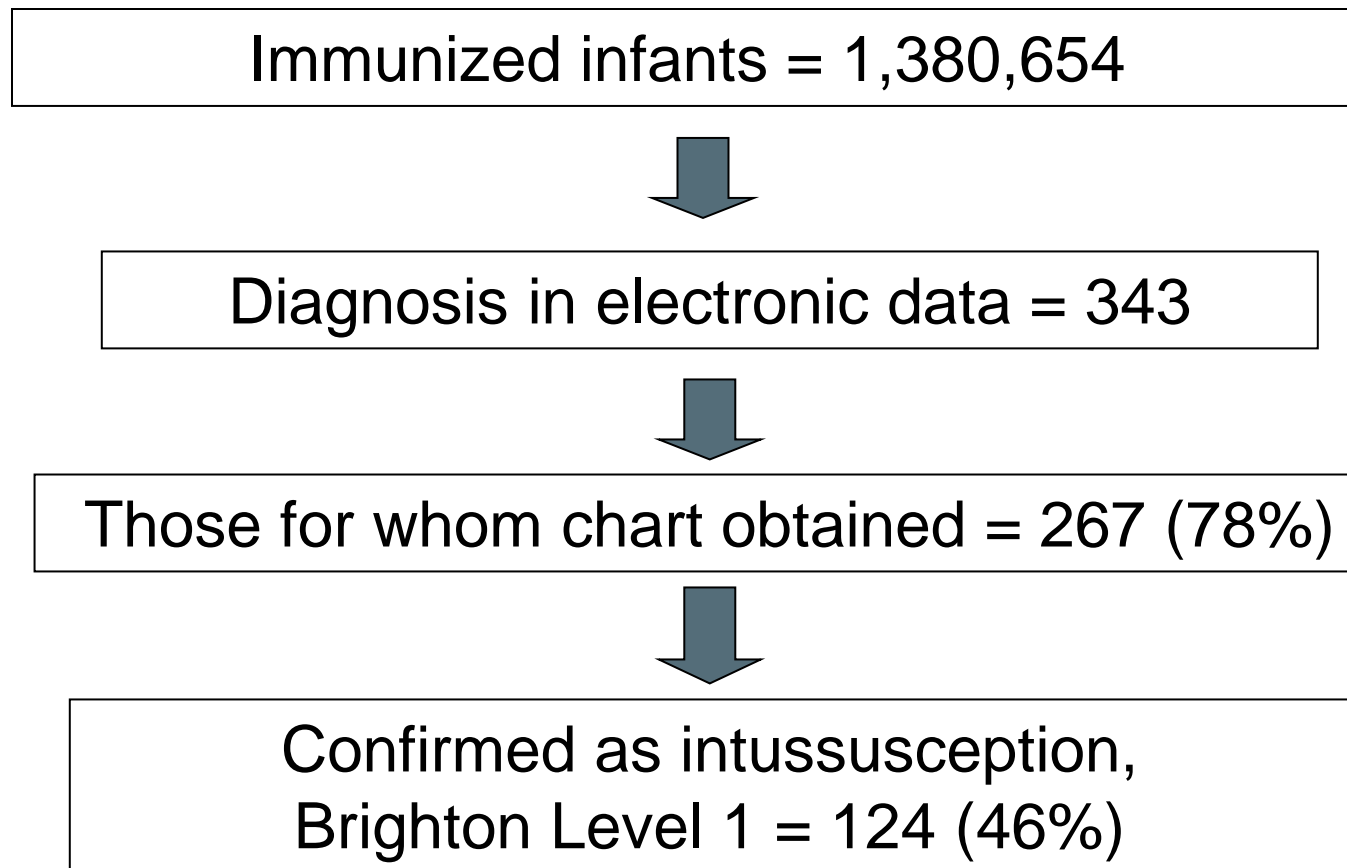 Immunized infants = 1,380,654
Diagnosis in electronic data = 343
Those for whom chart obtained = 267 (78%)
Confirmed as intussusception,
Brighton Level 1 = 124 (46%)